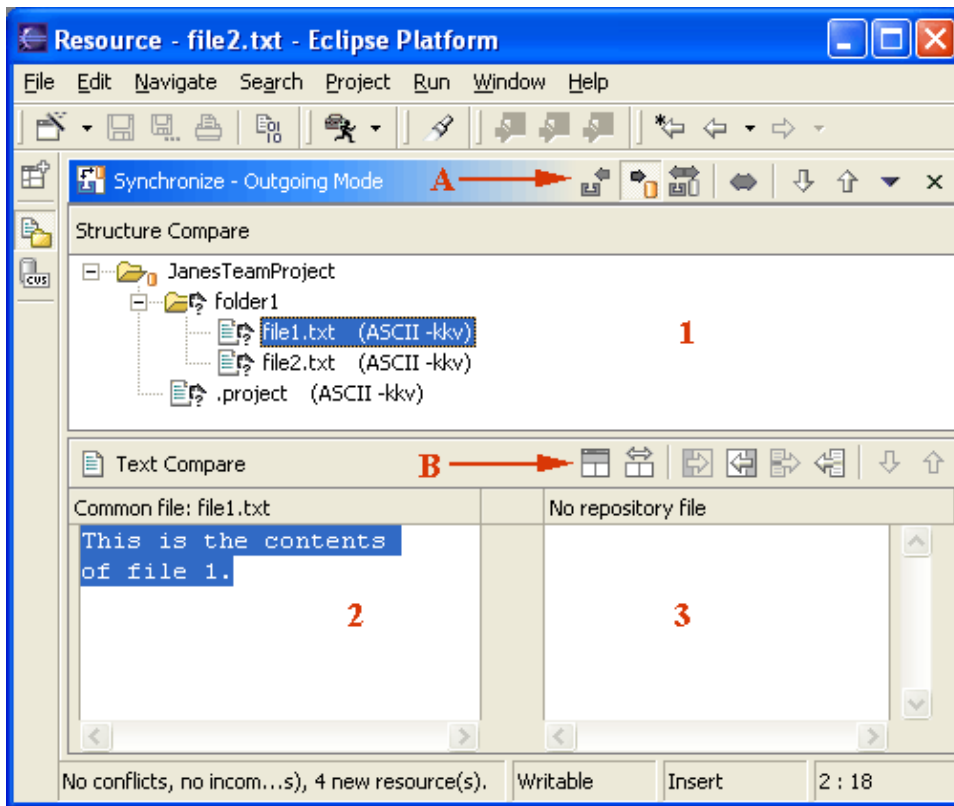 Resource - file2.txt - Eclipse Platform
File Edit Navigate Search Project Run Window Help
Synchronize - Outgoing Mode A
Structure Compare
JanesTeamProject
folder1
file1.txt (ASCII -kkv) 1
file2.txt (ASCII -kkv)
.project (ASCII -kkv)
Text Compare B
Common file: file1.txt No repository file
This is the contents
of file 1.
2 3
No conflicts, no incom...s), 4 new resource(s). Writable Insert 2 : 18
CVS